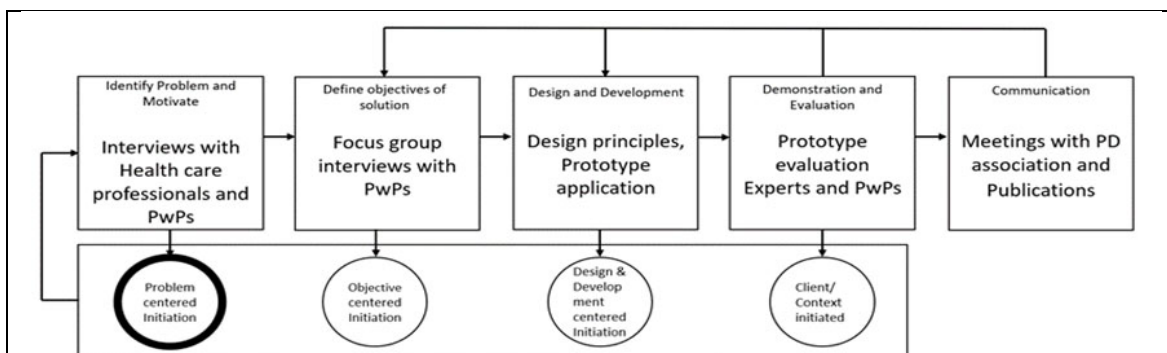 Identify Problem and
Motivate
Interviews with
Health care
professionals and
PwPs
Define objectives of
solution
Focus group
interviews with
PwPs
Design and Development
Design principles,
Prototype
application
Demonstration and
Evaluation
Prototype
evaluation
Experts and PwPs
Communication
Meetings with PD
association and
Publications
Problem
centered
Initiation
Objective
centered
Initiation
Design &
Develop
ment
centered
Initiation
Client/
Context
initiated